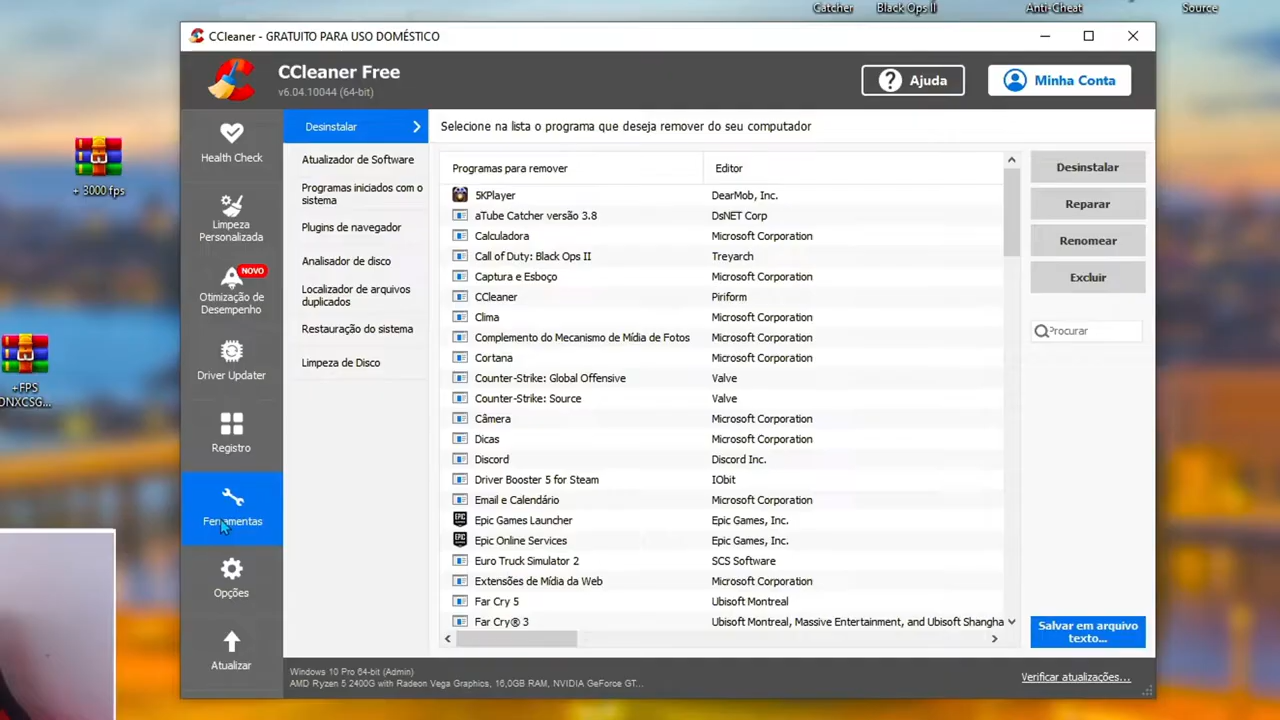 Catcher
Black Ops II
Anti-Cheat
Source
CCleaner - GRATUITO PARA USO DOMÉSTICO
CCleaner Free
v6.04.10044 (64-bit)
? Ajuda
Minha Conta
+ 3000 fps
+FPS
ONXCSG...
Health Check
Limpeza
Personalizada
NOVO
Otimização de
Desempenho
Driver Updater
Registro
Ferramentas
Opções
Atualizar
Desinstalar
Atualizador de Software
Programas iniciados com o
sistema
Plugins de navegador
Analisador de disco
Localizador de arquivos
duplicados
Restauração do sistema
Limpeza de Disco
Selecione na lista o programa que deseja remover do seu computador
Programas para remover Editor
5KPlayer DearMob, Inc.
aTube Catcher versão 3.8 DsNET Corp
Calculadora Microsoft Corporation
Call of Duty: Black Ops II Treyarch
Captura e Esboço Microsoft Corporation
CCleaner Piriform
Clima Microsoft Corporation
Complemento do Mecanismo de Mídia de Fotos Microsoft Corporation
Cortana Microsoft Corporation
Counter-Strike: Global Offensive Valve
Counter-Strike: Source Valve
Câmera Microsoft Corporation
Dicas Microsoft Corporation
Discord Discord Inc.
Driver Booster 5 for Steam IObit
Email e Calendário Microsoft Corporation
Epic Games Launcher Epic Games, Inc.
Epic Online Services Epic Games, Inc.
Euro Truck Simulator 2 SCS Software
Extensões de Mídia da Web Microsoft Corporation
Far Cry 5 Ubisoft Montreal
Far Cry® 3 Ubisoft Montreal, Massive Entertainment, and Ubisoft Shangha
Desinstalar
Reparar
Renomear
Excluir
Procurar
Salvar em arquivo
texto...
Windows 10 Pro 64-bit (Admin)
AMD Ryzen 5 2400G with Radeon Vega Graphics, 16,0GB RAM, NVIDIA GeForce GT...
Verificar atualizações...